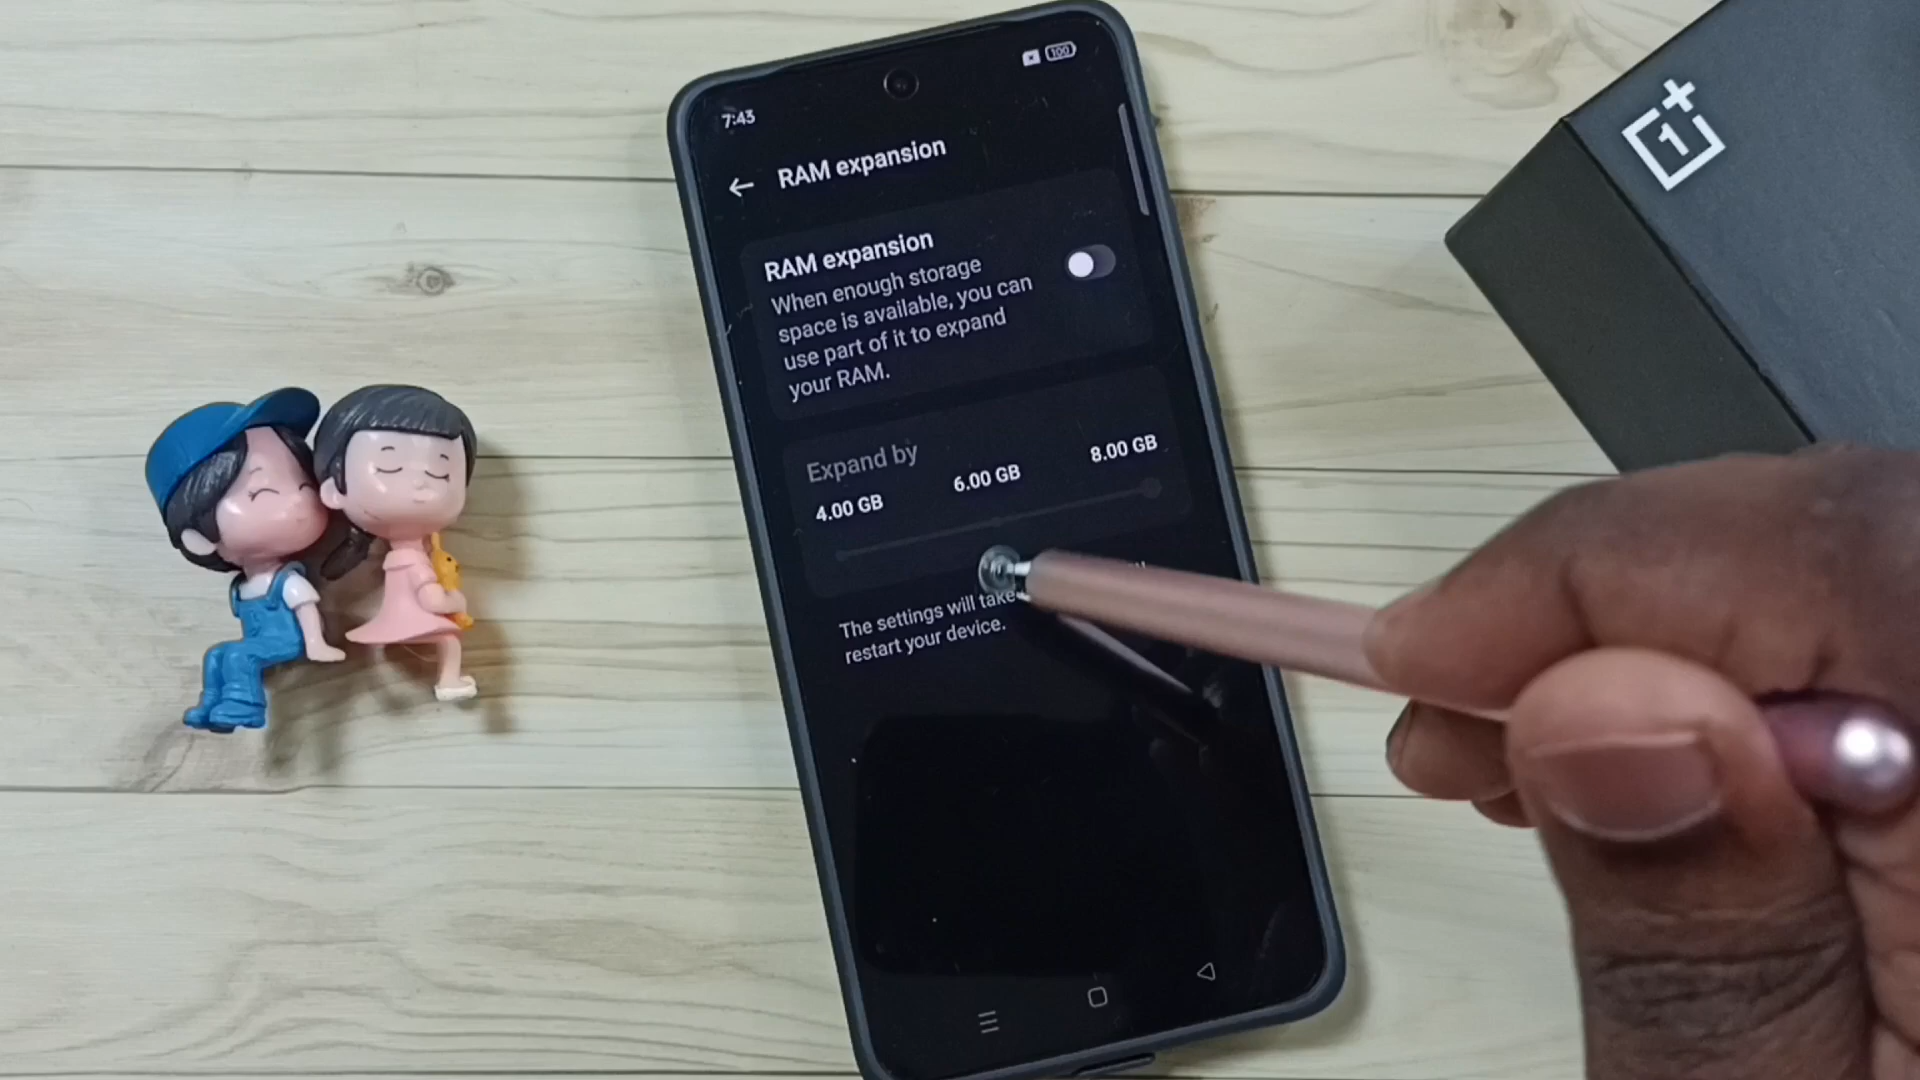 7:43
100
RAM expansion
RAM expansion
When enough storage
space is available, you can
use part of it to expand
your RAM.
Expand by
4.00 GB 6.00 GB 8.00 GB
The settings will take
restart your device.
1+